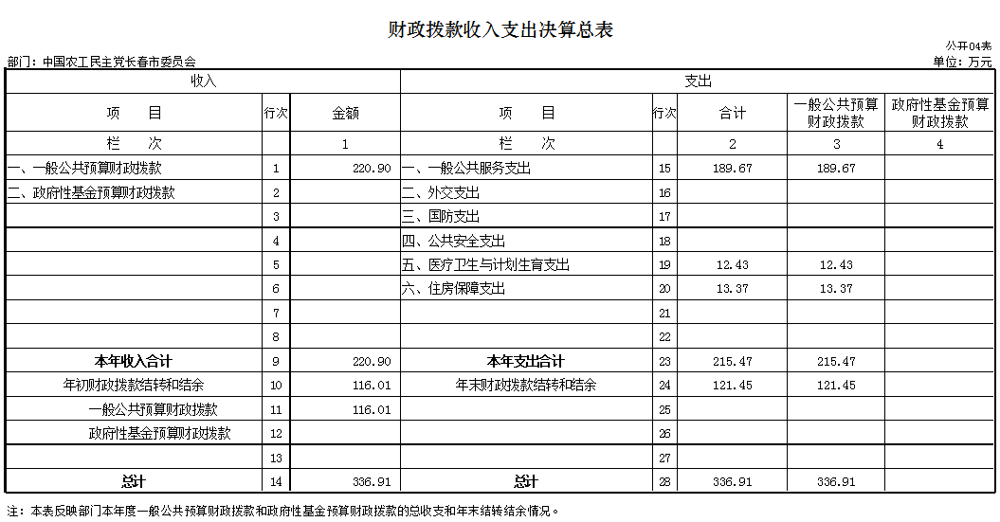 财政拨款收入支出决算总表
公开04表
部门：中国农工民主党长春市委员会 单位：万元
收入 支出
项 目 行次 金额 项 目 行次 合计 一般公共预算财政拨款 政府性基金预算财政拨款
栏 次 1 栏 次 2 3 4
一、一般公共预算财政拨款 1 220.90 一、一般公共服务支出 15 189.67 189.67
二、政府性基金预算财政拨款 2 二、外交支出 16
3 三、国防支出 17
4 四、公共安全支出 18
5 五、医疗卫生与计划生育支出 19 12.43 12.43
6 六、住房保障支出 20 13.37 13.37
7 21
8 22
本年收入合计 9 220.90 本年支出合计 23 215.47 215.47
年初财政拨款结转和结余 10 116.01 年末财政拨款结转和结余 24 121.45 121.45
一般公共预算财政拨款 11 116.01 25
政府性基金预算财政拨款 12 26
13 27
总计 14 336.91 总计 28 336.91 336.91
注：本表反映部门本年度一般公共预算财政拨款和政府性基金预算财政拨款的总收支和年末结转结余情况。